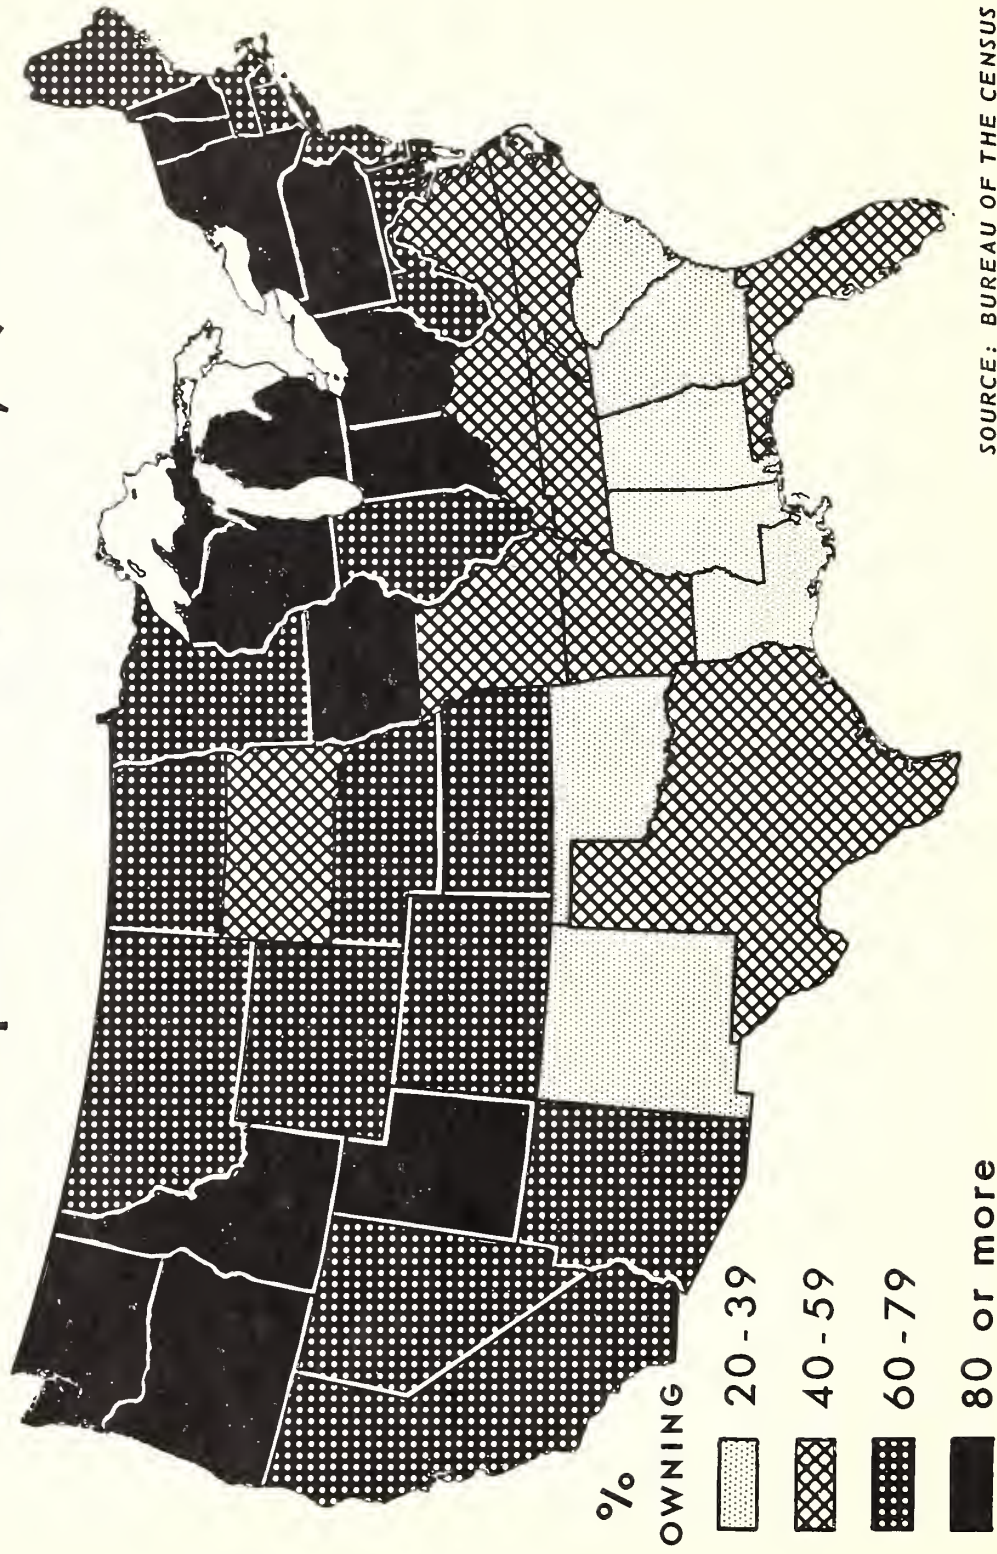 %
OWNING
20-39
40-59
60-79
80 or more
SOURCE: BUREAU OF THE CENSUS